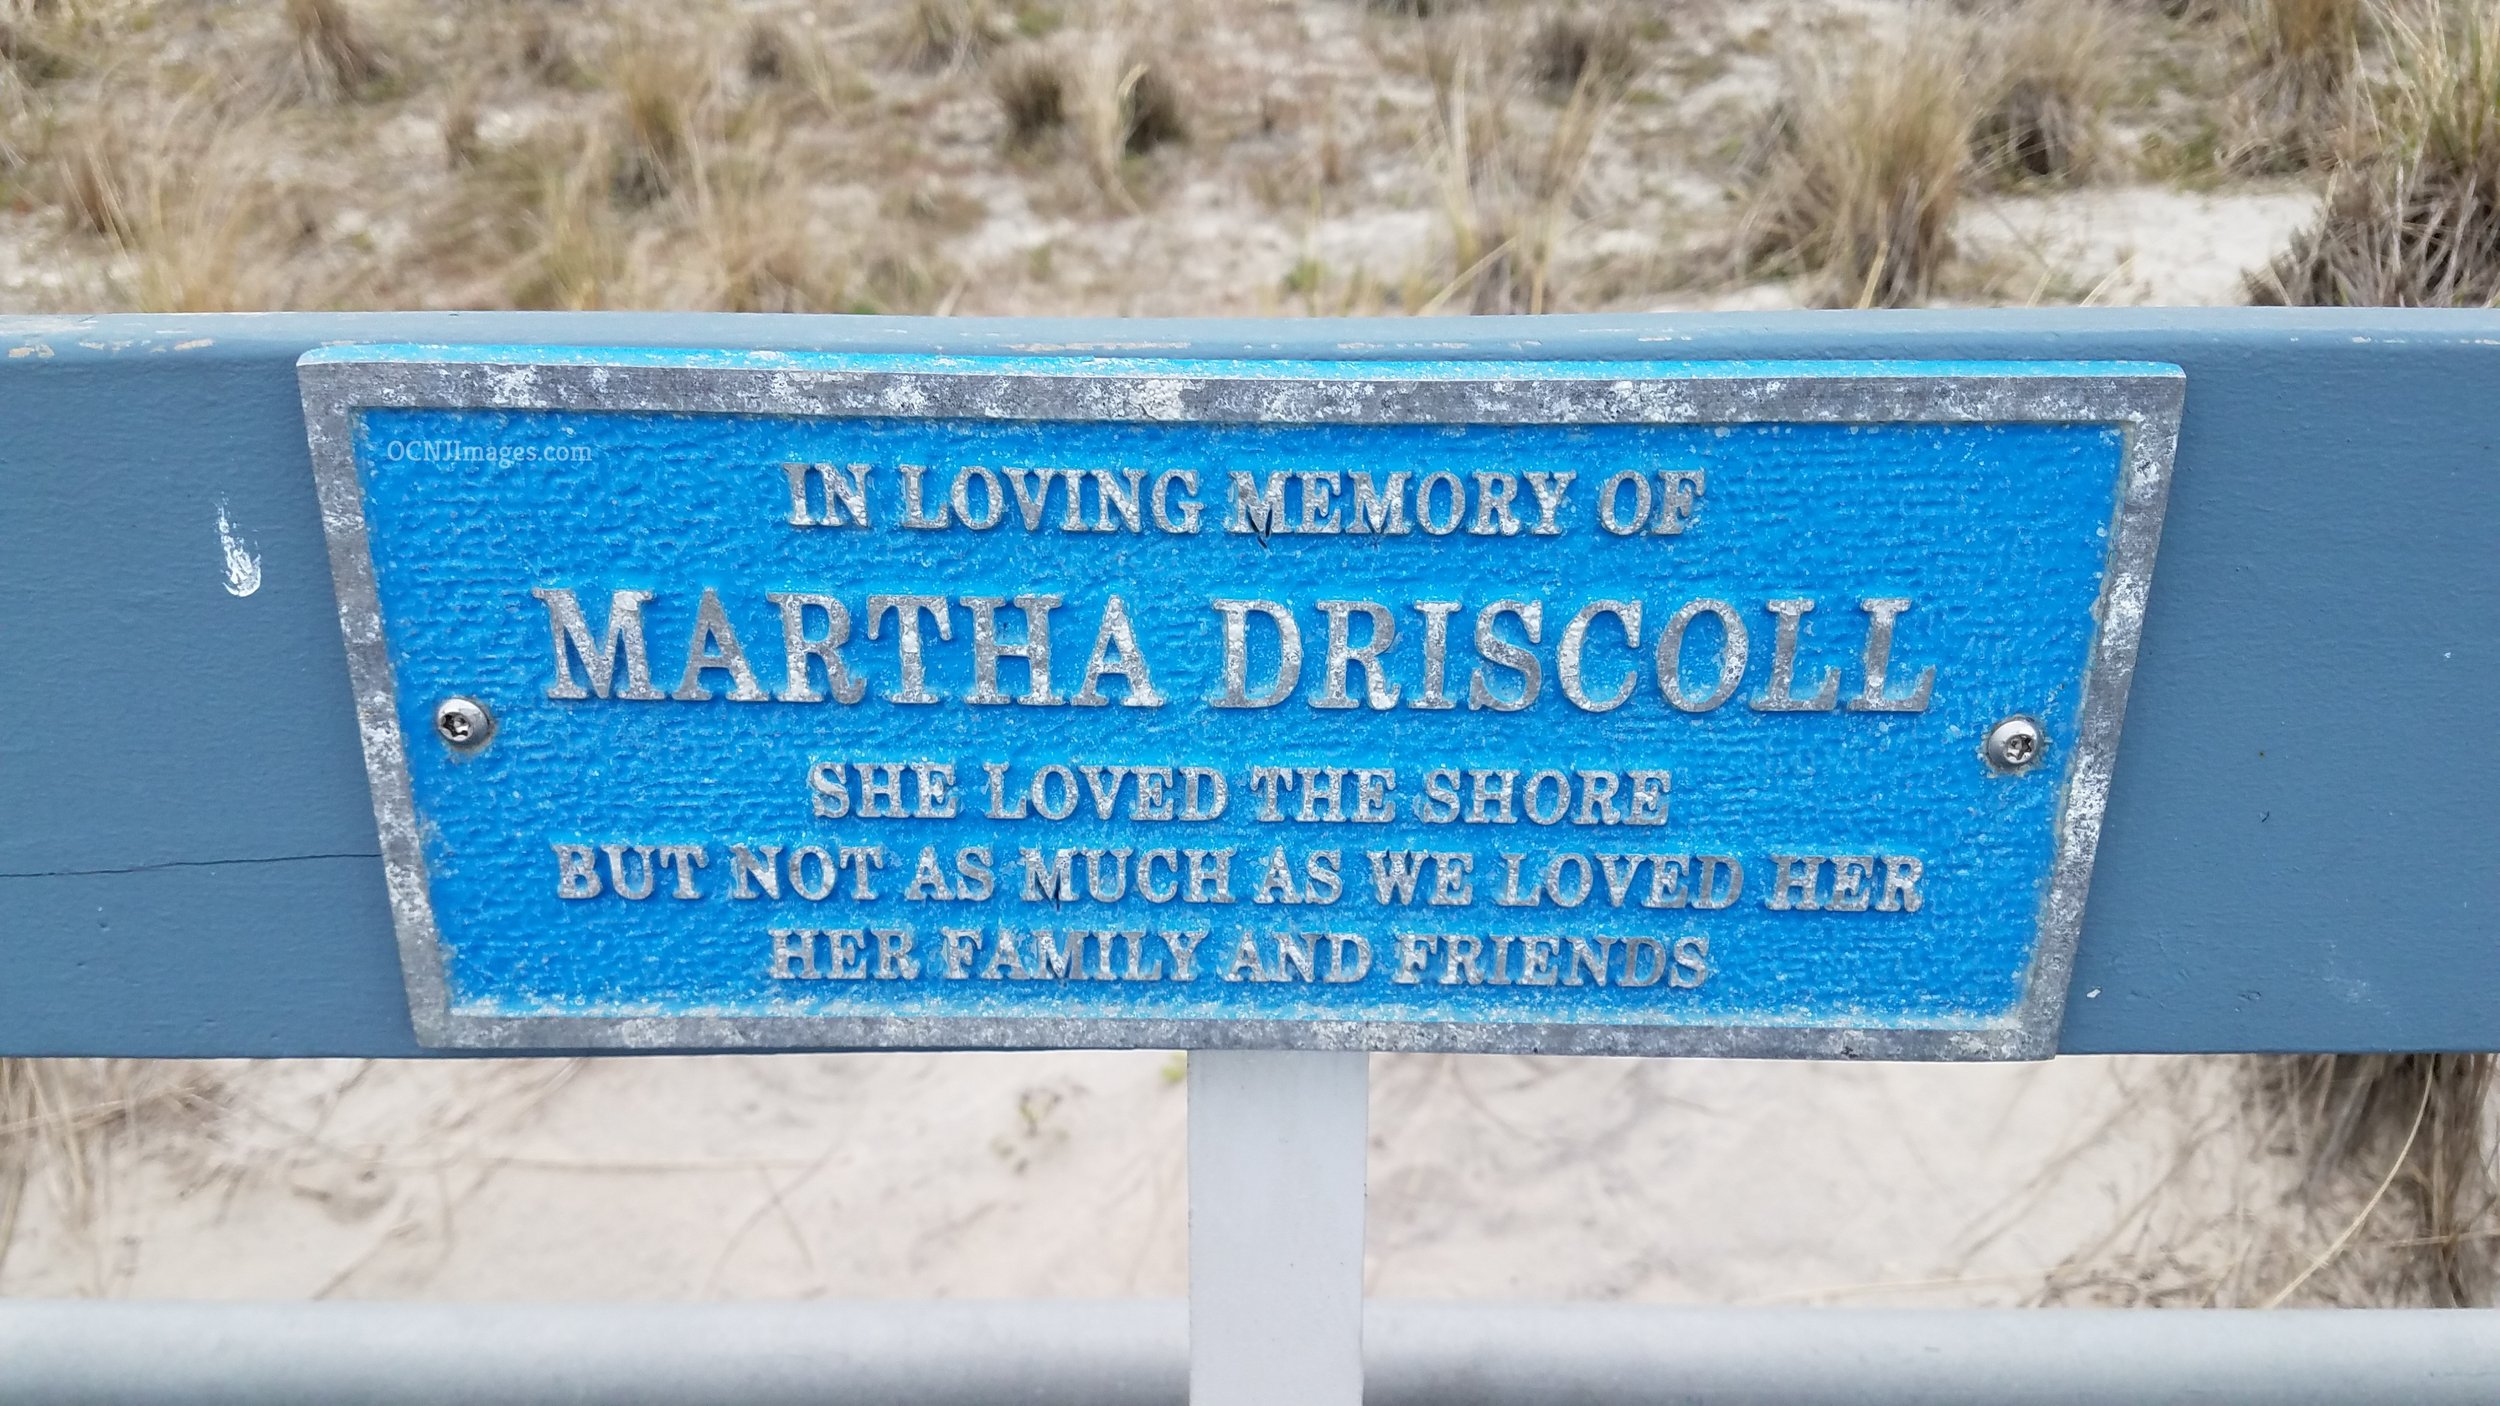 OCNJImages.com
IN LOVING MEMORY OF
MARTHA DRISCOLL
SHE LOVED THE SHORE
BUT NOT AS MUCH AS WE LOVED HER
HER FAMILY AND FRIENDS